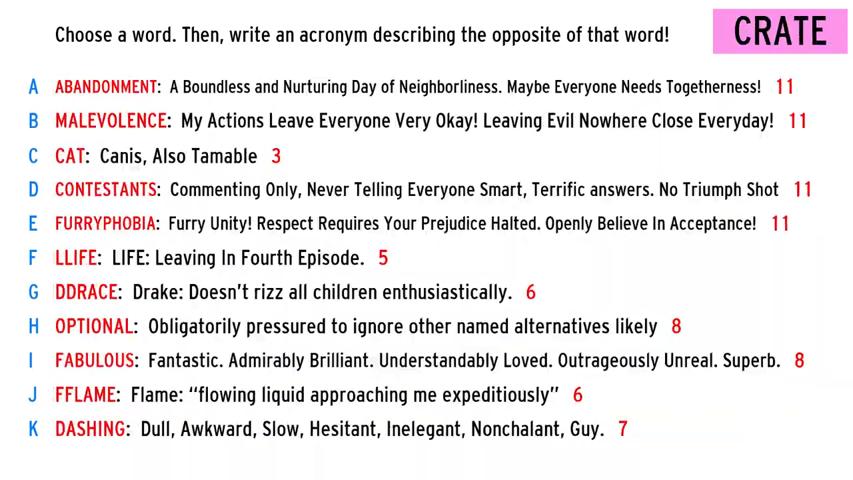 Choose a word. Then, write an acronym describing the opposite of that word!
CRATE
A ABANDONMENT: A Boundless and Nurturing Day of Neighborliness. Maybe Everyone Needs Togetherness! 11
B MALEVOLENCE: My Actions Leave Everyone Very Okay! Leaving Evil Nowhere Close Everyday! 11
C CAT: Canis, Also Tamable 3
D CONTESTANTS: Commenting Only, Never Telling Everyone Smart, Terrific answers. No Triumph Shot 11
E FURRYPHOBIA: Furry Unity! Respect Requires Your Prejudice Halted. Openly Believe In Acceptance! 11
F LLIFE: LIFE: Leaving In Fourth Episode. 5
G DDRACE: Drake: Doesn't rizz all children enthusiastically. 6
H OPTIONAL: Obligatorily pressured to ignore other named alternatives likely 8
I FABULOUS: Fantastic. Admirably Brilliant. Understandably Loved. Outrageously Unreal. Superb. 8
J FFLAME: Flame: “flowing liquid approaching me expeditiously” 6
K DASHING: Dull, Awkward, Slow, Hesitant, Inelegant, Nonchalant, Guy. 7